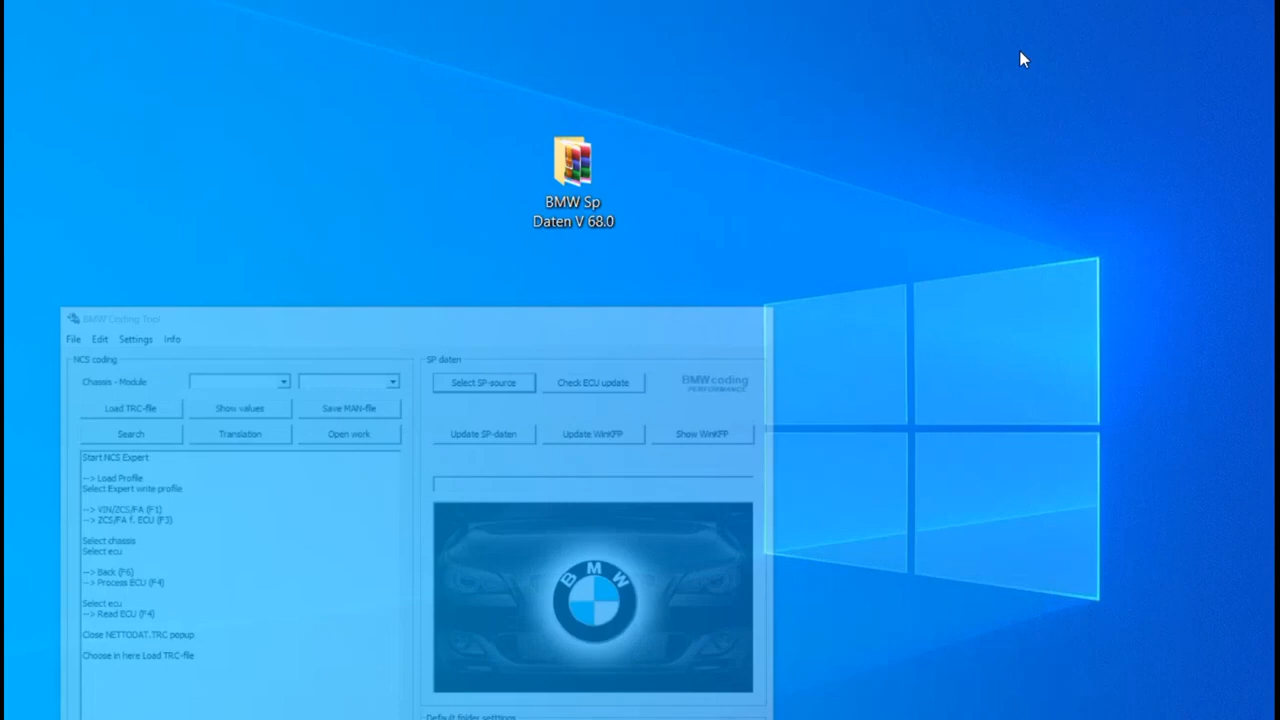 BMW Sp
Daten V 68.0
BMW Coding Tool
File Edit Settings Info
NCS coding
Chassis - Module
Load TRC-file Show values Save MAN-file
Search Translation Open work
Start NCS Expert
--> Load Profile
Select Expert write profile
--> VIN/ZCS/FA (F1)
--> ZCS/FA f. ECU (F3)
Select chassis
Select ecu
--> Back (F6)
--> Process ECU (F4)
Select ecu
--> Read ECU (F4)
Close NETTODAT.TRC popup
Choose in here Load TRC-file
SP daten
Select SP-source Check ECU update
BMWcoding
PERFORMANCE
Update SP-daten Update WinKFP Show WinKFP
BMW
Default folder setttings